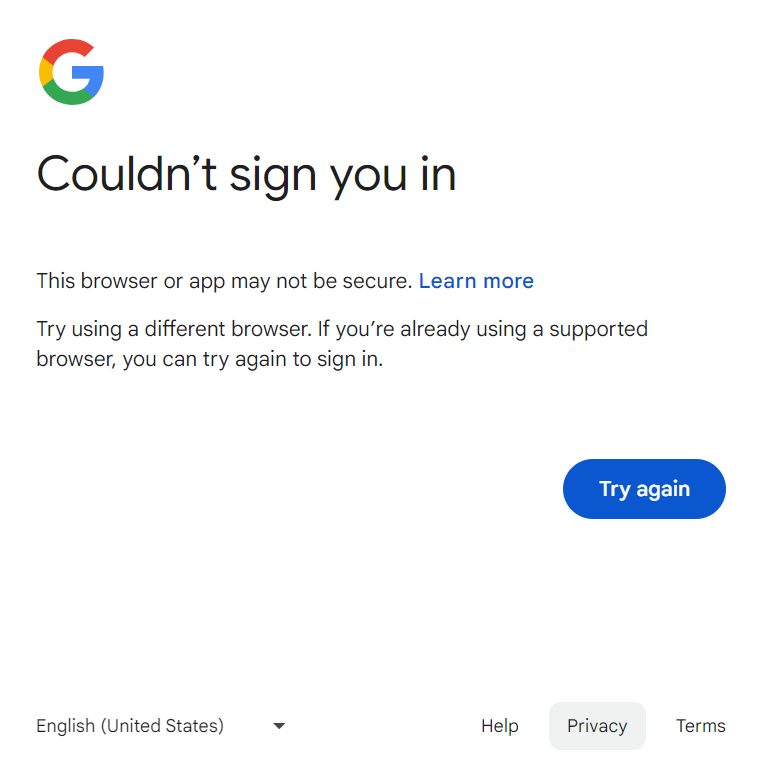 Couldn’t sign you in
This browser or app may not be secure. Learn more
Try using a different browser. If you’re already using a supported
browser, you can try again to sign in.
Try again
English (United States)
Help
Privacy
Terms